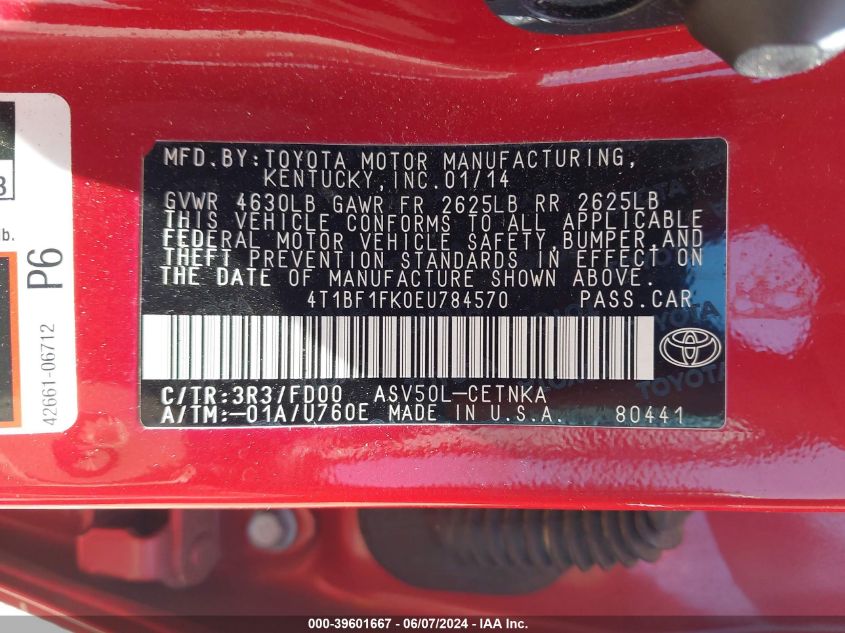 MFD.BY:TOYOTA MOTOR MANUFACTURING,
KENTUCKY, INC.01/14
GVWR 4630LB GAWR FR 2625LB RR 2625LB
THIS VEHICLE CONFORMS TO ALL APPLICABLE
FEDERAL MOTOR VEHICLE SAFETY,BUMPER,AND
THEFT PREVENTION STANDARDS IN EFFECT ON
THE DATE OF MANUFACTURE SHOWN ABOVE.
4T1BF1FK0EU784570 PASS.CAR
C/TR:3R3/FD00 ASV50L-CETNKA
A/TM:-01A/U760E MADE IN U.S.A. 80441
P6
42661-06712
000-39601667 - 06/07/2024 - IAA Inc.